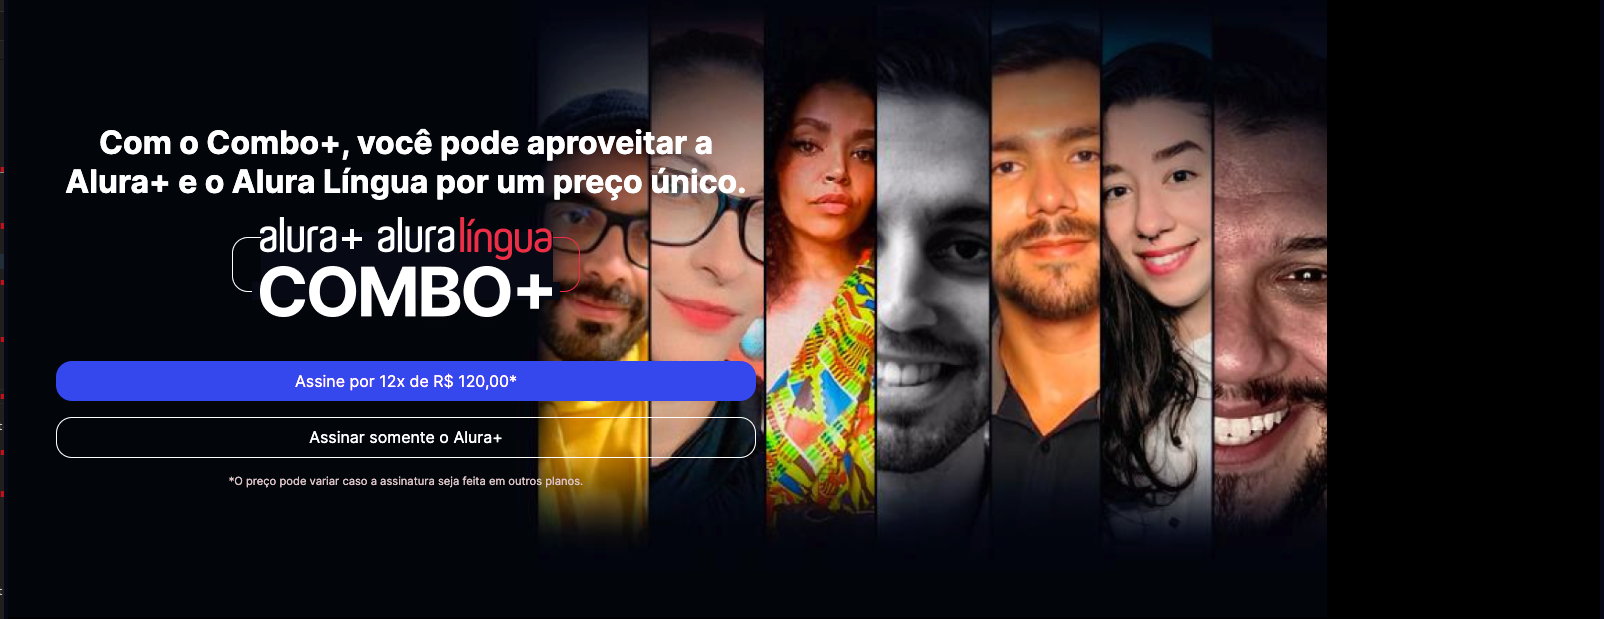 Com o Combo+, você pode aproveitar a
Alura+ e o Alura Língua por um preço único.
alura+ aluralíngua
COMBO+
Assine por 12x de R$ 120,00*
Assinar somente o Alura+
*O preço pode variar caso a assinatura seja feita em outros planos.